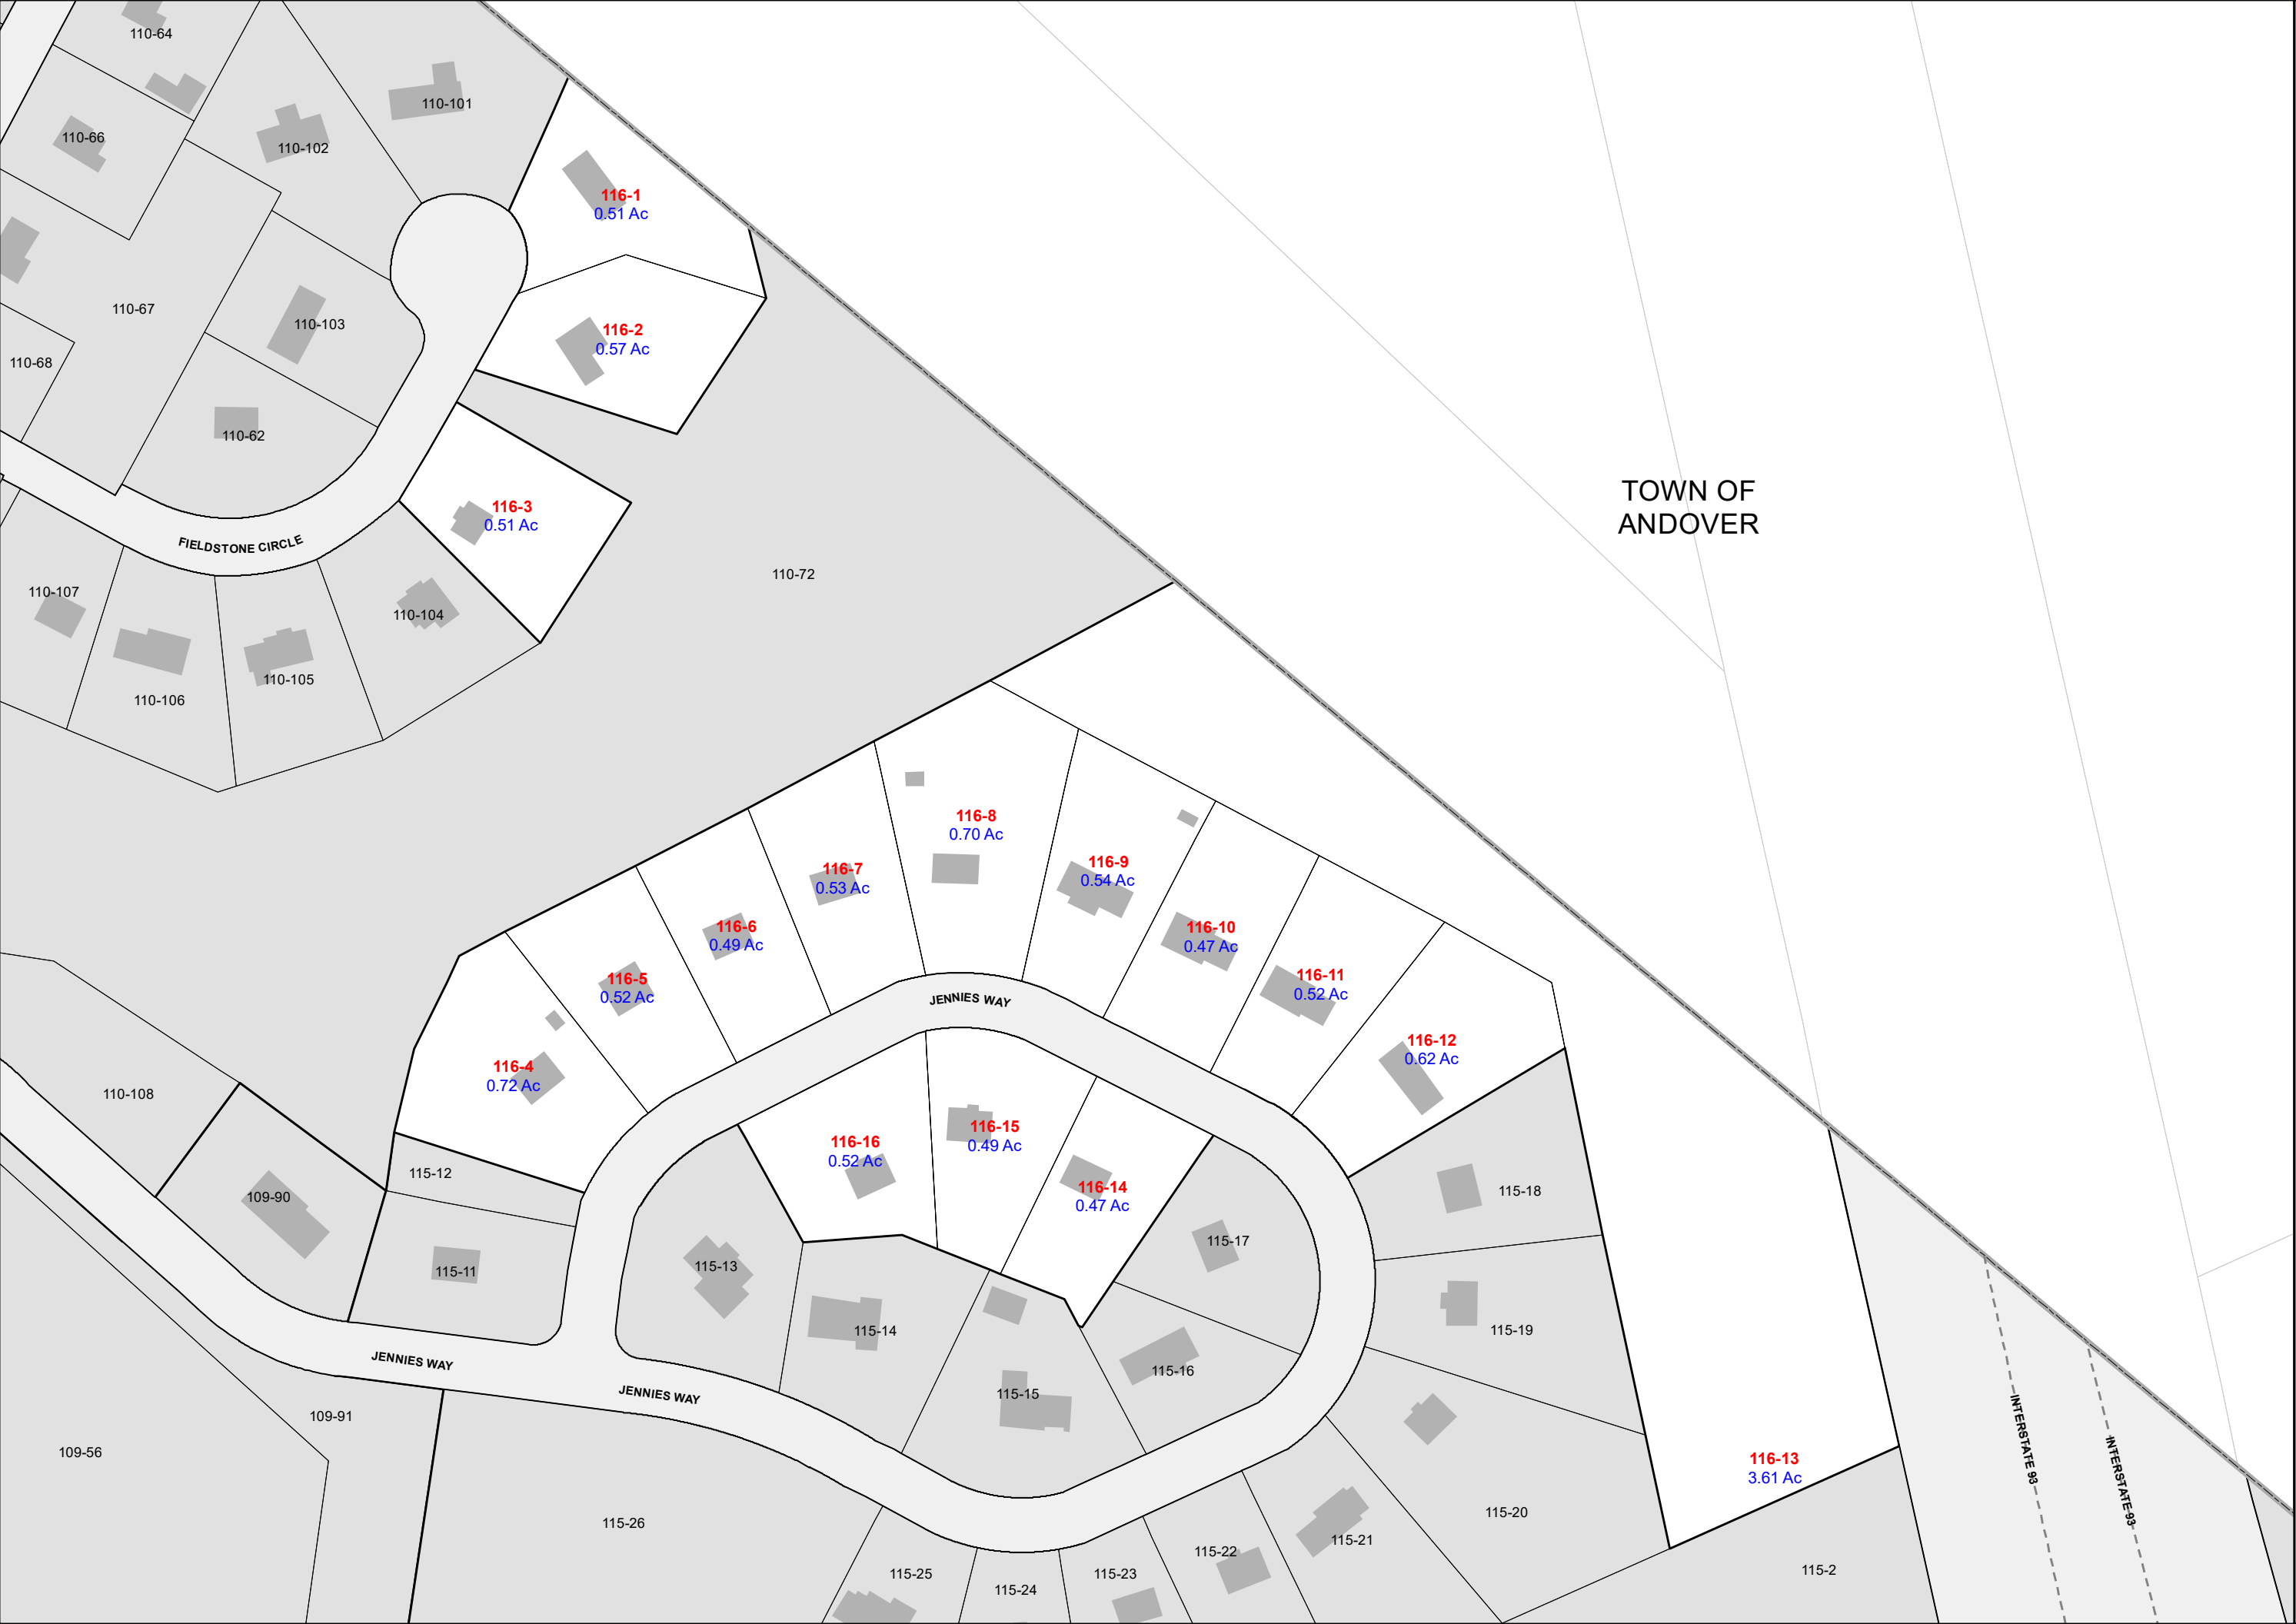 110-64
110-101
110-66
110-102
116-1
0.51 Ac
110-67
110-103
116-2
0.57 Ac
110-68
110-62
TOWN OF
ANDOVER
116-3
0.51 Ac
FIELDSTONE CIRCLE
110-72
110-107
110-104
110-105
110-106
116-8
0.70 Ac
116-7
0.53 Ac
116-9
0.54 Ac
116-6
0.49 Ac
116-10
0.47 Ac
116-5
0.52 Ac
116-11
0.52 Ac
JENNIES WAY
116-12
0.62 Ac
116-4
0.72 Ac
110-108
116-15
0.49 Ac
116-16
0.52 Ac
115-12
116-14
0.47 Ac
115-18
109-90
115-17
115-13
115-11
115-14
115-19
JENNIES WAY
115-16
JENNIES WAY
115-15
109-91
109-56
116-13
3.61 Ac
INTERSTATE 93
INTERSTATE 93
115-26
115-20
115-21
115-22
115-25
115-23
115-24
115-2